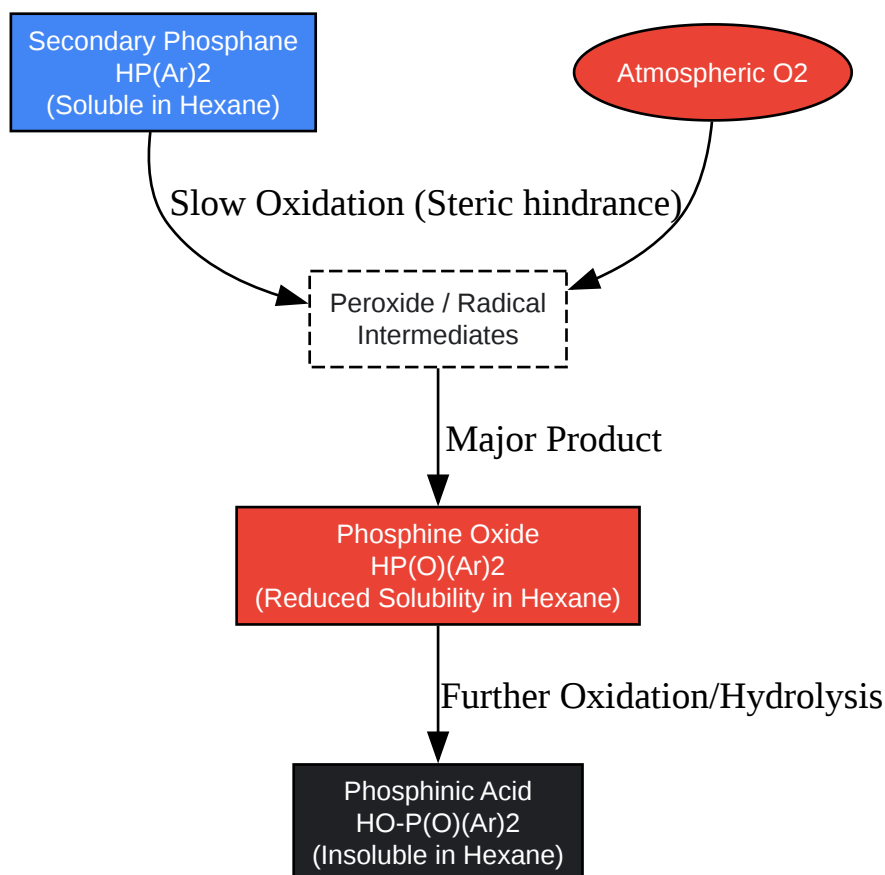 Secondary Phosphane
HP(Ar)2
(Soluble in Hexane)
Atmospheric O2
Slow Oxidation (Steric hindrance)
Peroxide / Radical
Intermediates
Major Product
Phosphine Oxide
HP(O)(Ar)2
(Reduced Solubility in Hexane)
Further Oxidation/Hydrolysis
Phosphinic Acid
HO-P(O)(Ar)2
(Insoluble in Hexane)